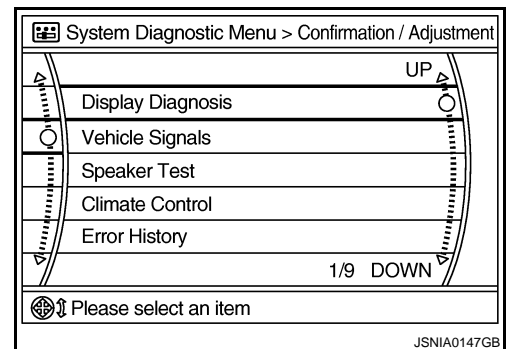 System Diagnostic Menu > Confirmation / Adjustment
UP
Display Diagnosis
Vehicle Signals
Speaker Test
Climate Control
Error History
1/9 DOWN
Please select an item
JSNIA0147GB